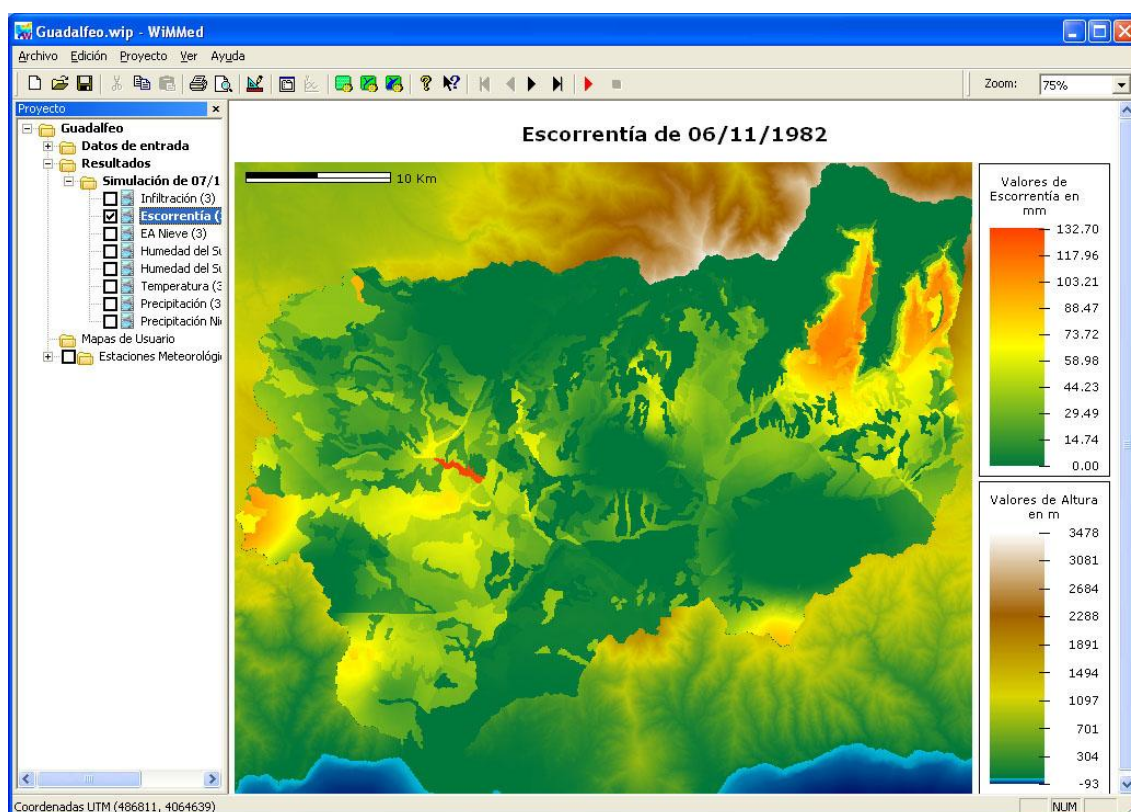 Guadalfeo.wip - WiMMed
Archivo Edición Proyecto Ver Ayuda
Zoom: 75%
Proyecto
Guadalfeo
Datos de entrada
Resultados
Simulación de 07/1
Infiltración (3)
Escorrentía (
EA Nieve (3)
Humedad del Su
Humedad del Su
Temperatura (3
Precipitación (3
Precipitación Ni
Mapas de Usuario
Estaciones Meteorológi
Escorrentía de 06/11/1982
10 Km
Valores de
Escorrentía en
mm
132.70
117.96
103.21
88.47
73.72
58.98
44.23
29.49
14.74
0.00
Valores de Altura
en m
3478
3081
2684
2288
1891
1494
1097
701
304
-93
Coordenadas UTM (486811, 4064639)
NUM